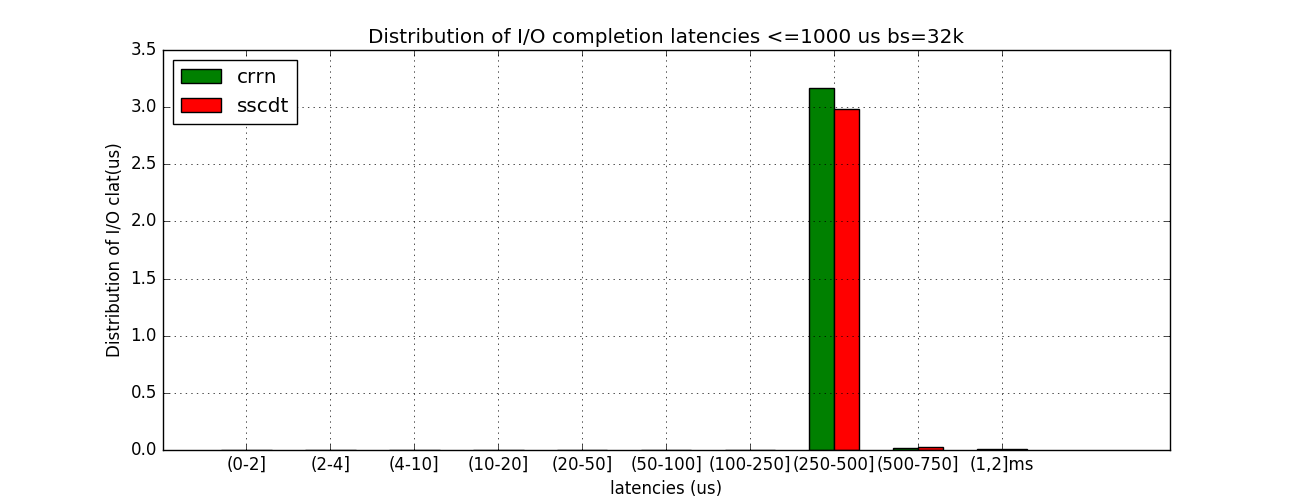 Distribution of I/O completion latencies <=1000 us bs=32k
3.5
3.0
2.5
2.0
1.5
1.0
0.5
0.0
Distribution of I/O clat(us)
crrn
sscdt
(0-2] (2-4] (4-10] (10-20] (20-50] (50-100] (100-250] (250-500] (500-750] (1,2]ms
latencies (us)